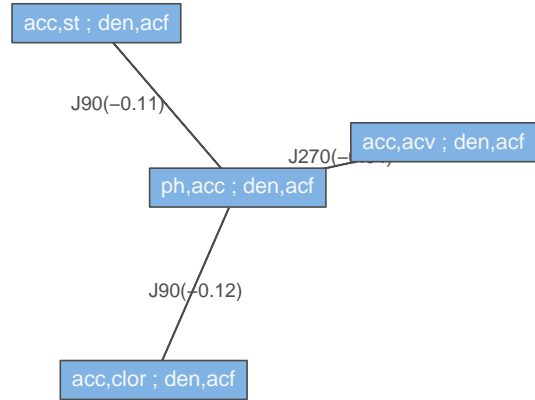 acc,st ; den,acf
J90(−0.11)
acc,acv ; den,acf
J270(−
ph,acc ; den,acf
J90(−0.12)
acc,clor ; den,acf